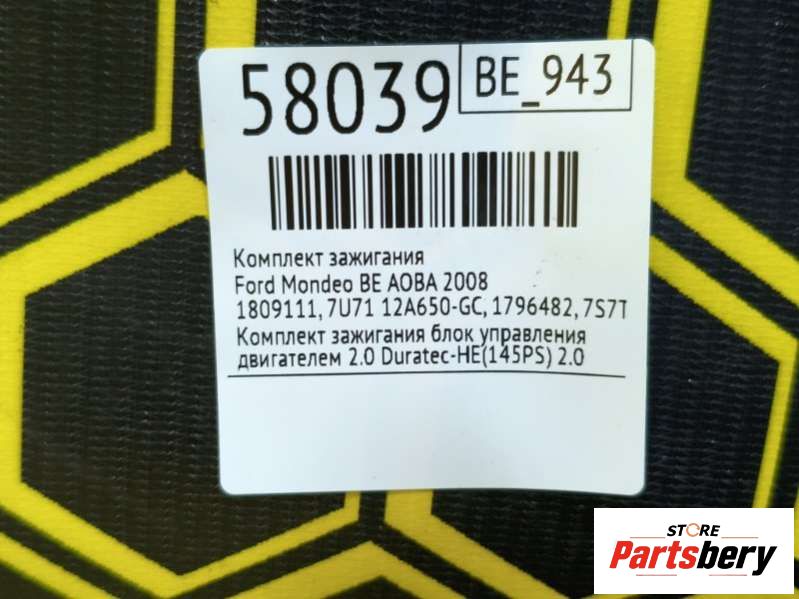 58039
BE_943
Комплект зажигания
Ford Mondeo BE AOBA 2008
1809111, 7U71 12A650-GC, 1796482, 7S7T
Комплект зажигания блок управления
двигателем 2.0 Duratec-HE(145PS) 2.0
STORE
Partsbery